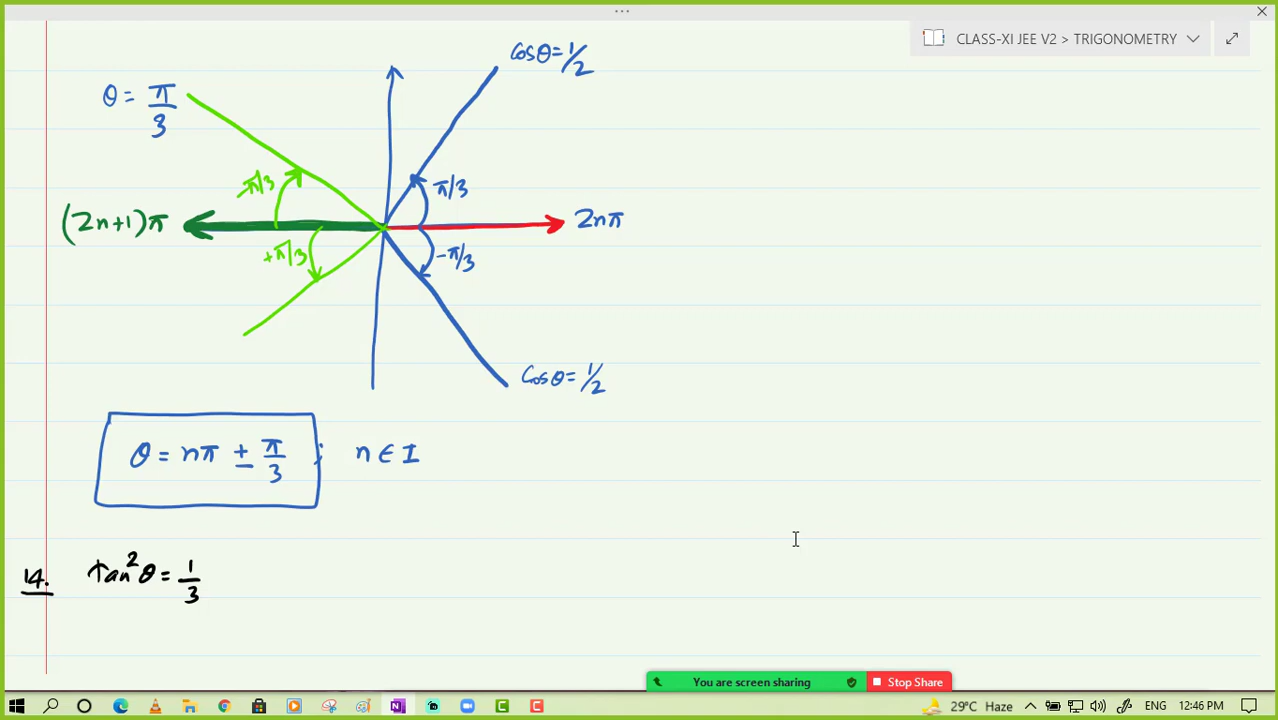 CLASS-XI JEE V2 > TRIGONOMETRY
Cosθ = 1/2
θ = π/3
-π/3
π/3
(2n+1)π
2nπ
+π/3
-π/3
Cosθ = 1/2
θ = nπ ± π/3 ; n ∈ I
14. tan²θ = 1/3
You are screen sharing
Stop Share
29°C Haze
ENG
12:46 PM